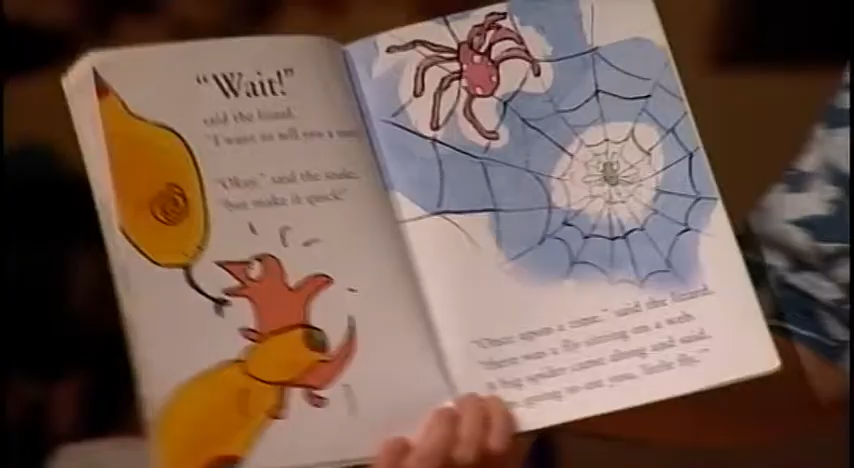 "Wait!"
said the lizard.
"I want to tell you a
"Okay," said the snake,
"but make it quick."
"Once upon a time," said the lizard,
"there was a fly sitting on a web.
A big spider came along and said
going to eat you, little fly.